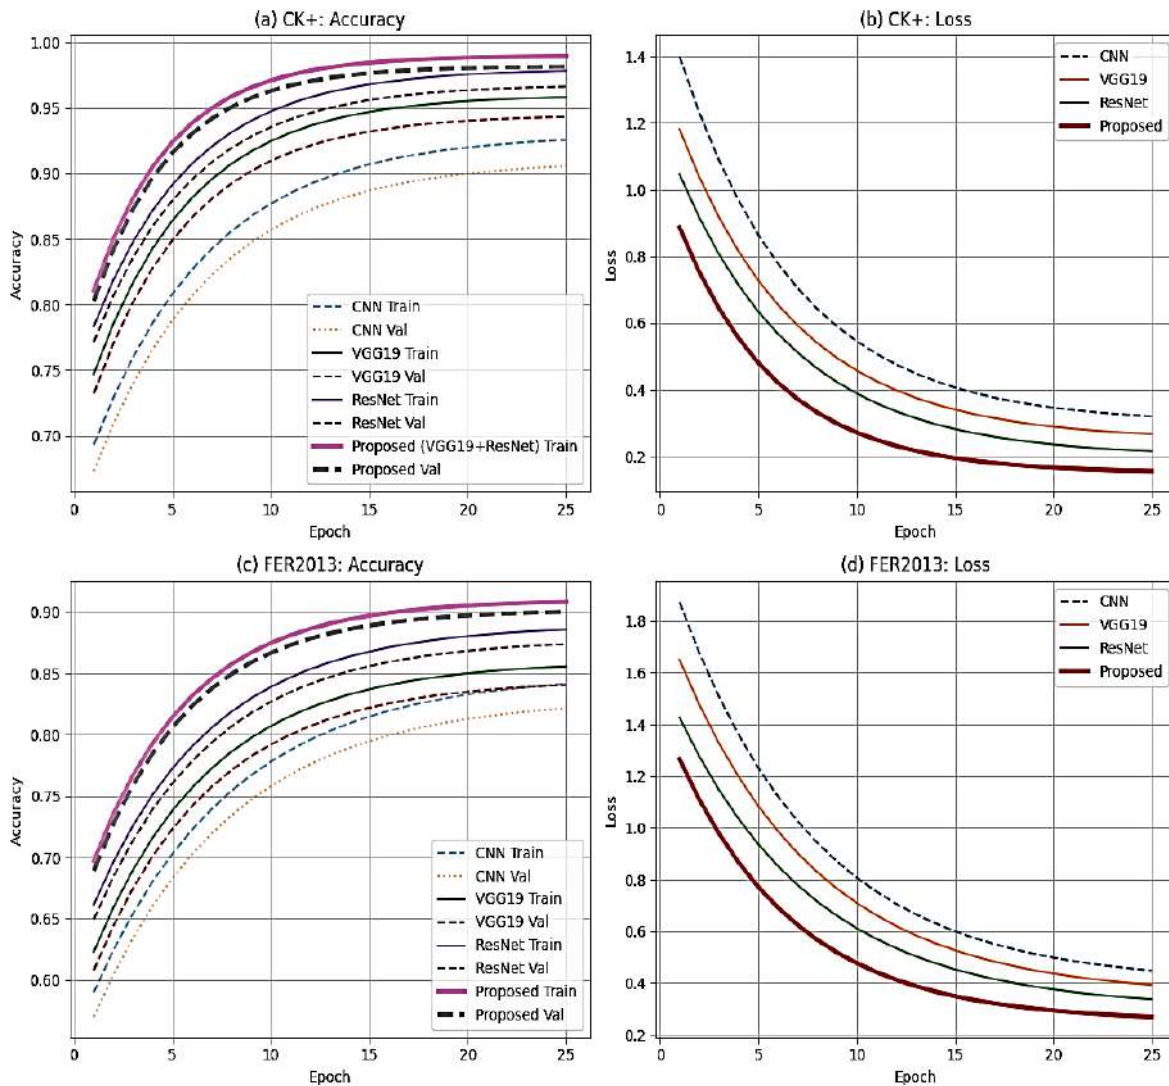 (a) CK+: Accuracy
1.00
0.95
0.90
0.85
0.80
0.75
0.70
Accuracy
CNN Train
CNN Val
VGG19 Train
VGG19 Val
ResNet Train
ResNet Val
Proposed (VGG19+ResNet) Train
Proposed Val
0 5 10 15 20 25
Epoch
(b) CK+: Loss
1.4
1.2
1.0
0.8
0.6
0.4
0.2
Loss
CNN
VGG19
ResNet
Proposed
0 5 10 15 20 25
Epoch
(c) FER2013: Accuracy
0.90
0.85
0.80
0.75
0.70
0.65
0.60
Accuracy
CNN Train
CNN Val
VGG19 Train
VGG19 Val
ResNet Train
ResNet Val
Proposed Train
Proposed Val
0 5 10 15 20 25
Epoch
(d) FER2013: Loss
1.8
1.6
1.4
1.2
1.0
0.8
0.6
0.4
0.2
Loss
CNN
VGG19
ResNet
Proposed
0 5 10 15 20 25
Epoch